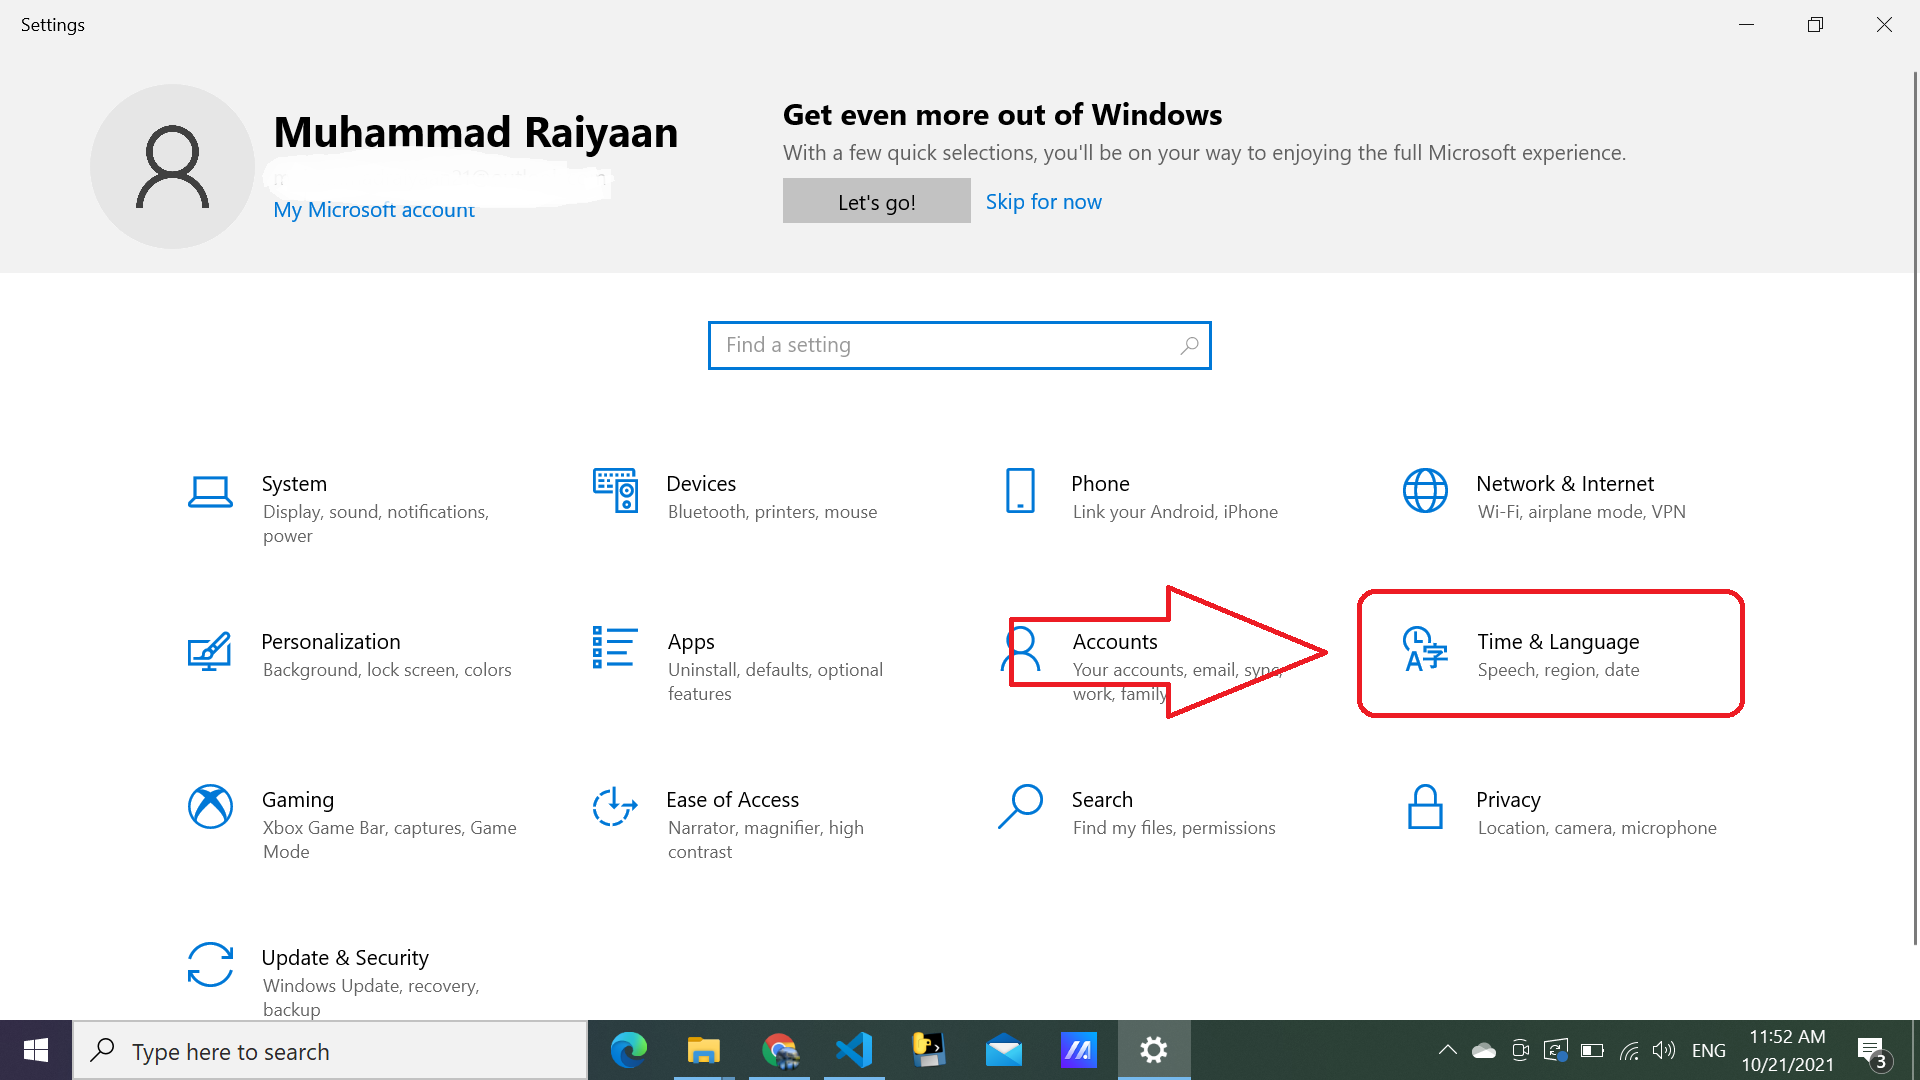 Settings
Muhammad Raiyaan
My Microsoft account
Get even more out of Windows
With a few quick selections, you'll be on your way to enjoying the full Microsoft experience.
Let's go!
Skip for now
Find a setting
System
Display, sound, notifications,
power
Devices
Bluetooth, printers, mouse
Phone
Link your Android, iPhone
Network & Internet
Wi-Fi, airplane mode, VPN
Personalization
Background, lock screen, colors
Apps
Uninstall, defaults, optional
features
Accounts
Your accounts, email, sync,
work, family
Time & Language
Speech, region, date
Gaming
Xbox Game Bar, captures, Game
Mode
Ease of Access
Narrator, magnifier, high
contrast
Search
Find my files, permissions
Privacy
Location, camera, microphone
Update & Security
Windows Update, recovery,
backup
Type here to search
ENG
11:52 AM
10/21/2021
3